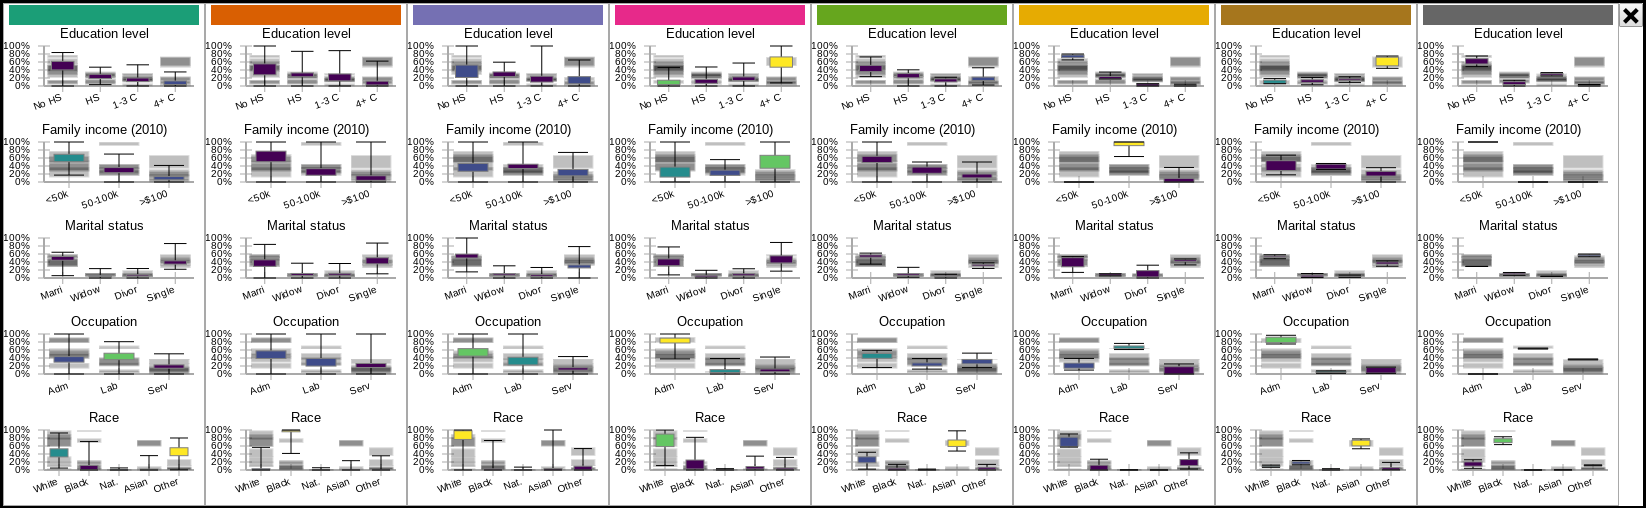 Education level Education level Education level Education level Education level Education level Education level Education level
100% 100% 100% 100% 100% 100% 100% 100%
80% 80% 80% 80% 80% 80% 80% 80%
60% 60% 60% 60% 60% 60% 60% 60%
40% 40% 40% 40% 40% 40% 40% 40%
20% 20% 20% 20% 20% 20% 20% 20%
0% 0% 0% 0% 0% 0% 0% 0%
No HS HS 1-3 C 4+ C No HS HS 1-3 C 4+ C No HS HS 1-3 C 4+ C No HS HS 1-3 C 4+ C No HS HS 1-3 C 4+ C No HS HS 1-3 C 4+ C No HS HS 1-3 C 4+ C No HS HS 1-3 C 4+ C
Family income (2010) Family income (2010) Family income (2010) Family income (2010) Family income (2010) Family income (2010) Family income (2010) Family income (2010)
100% 100% 100% 100% 100% 100% 100% 100%
80% 80% 80% 80% 80% 80% 80% 80%
60% 60% 60% 60% 60% 60% 60% 60%
40% 40% 40% 40% 40% 40% 40% 40%
20% 20% 20% 20% 20% 20% 20% 20%
0% 0% 0% 0% 0% 0% 0% 0%
<50k 50-100k >$100 <50k 50-100k >$100 <50k 50-100k >$100 <50k 50-100k >$100 <50k 50-100k >$100 <50k 50-100k >$100 <50k 50-100k >$100 <50k 50-100k >$100
Marital status Marital status Marital status Marital status Marital status Marital status Marital status Marital status
100% 100% 100% 100% 100% 100% 100% 100%
80% 80% 80% 80% 80% 80% 80% 80%
60% 60% 60% 60% 60% 60% 60% 60%
40% 40% 40% 40% 40% 40% 40% 40%
20% 20% 20% 20% 20% 20% 20% 20%
0% 0% 0% 0% 0% 0% 0% 0%
Marri Widow Divor Single Marri Widow Divor Single Marri Widow Divor Single Marri Widow Divor Single Marri Widow Divor Single Marri Widow Divor Single Marri Widow Divor Single Marri Widow Divor Single
Occupation Occupation Occupation Occupation Occupation Occupation Occupation Occupation
100% 100% 100% 100% 100% 100% 100% 100%
80% 80% 80% 80% 80% 80% 80% 80%
60% 60% 60% 60% 60% 60% 60% 60%
40% 40% 40% 40% 40% 40% 40% 40%
20% 20% 20% 20% 20% 20% 20% 20%
0% 0% 0% 0% 0% 0% 0% 0%
Adm Lab Serv Adm Lab Serv Adm Lab Serv Adm Lab Serv Adm Lab Serv Adm Lab Serv Adm Lab Serv Adm Lab Serv
Race Race Race Race Race Race Race Race
100% 100% 100% 100% 100% 100% 100% 100%
80% 80% 80% 80% 80% 80% 80% 80%
60% 60% 60% 60% 60% 60% 60% 60%
40% 40% 40% 40% 40% 40% 40% 40%
20% 20% 20% 20% 20% 20% 20% 20%
0% 0% 0% 0% 0% 0% 0% 0%
White Black Nat. Asian Other White Black Nat. Asian Other White Black Nat. Asian Other White Black Nat. Asian Other White Black Nat. Asian Other White Black Nat. Asian Other White Black Nat. Asian Other White Black Nat. Asian Other